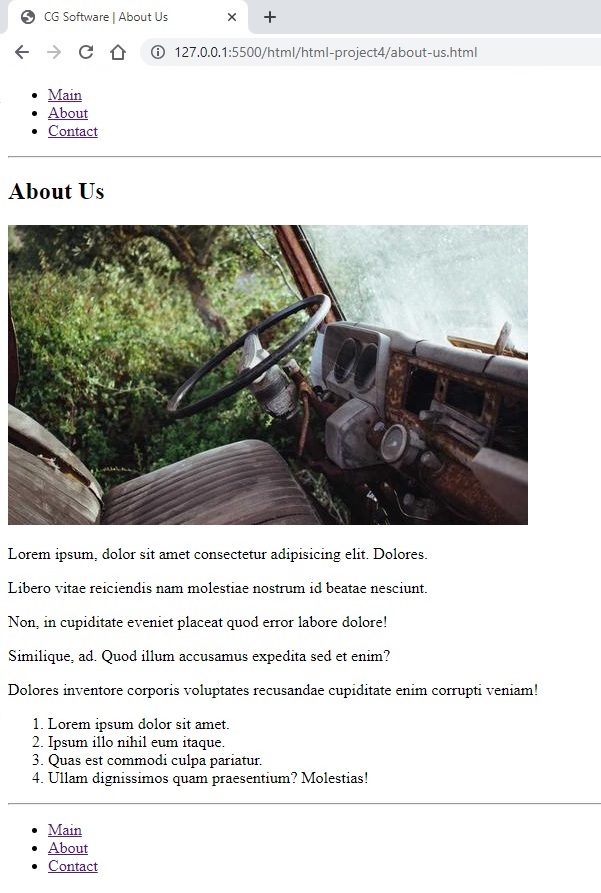 CG Software | About Us
127.0.0.1:5500/html/html-project4/about-us.html
Main
About
Contact
About Us
Lorem ipsum, dolor sit amet consectetur adipisicing elit. Dolores.
Libero vitae reiciendis nam molestiae nostrum id beatae nesciunt.
Non, in cupiditate eveniet placeat quod error labore dolore!
Similique, ad. Quod illum accusamus expedita sed et enim?
Dolores inventore corporis voluptates recusandae cupiditate enim corrupti veniam!
1. Lorem ipsum dolor sit amet.
2. Ipsum illo nihil eum itaque.
3. Quas est commodi culpa pariatur.
4. Ullam dignissimos quam praesentium? Molestias!
Main
About
Contact